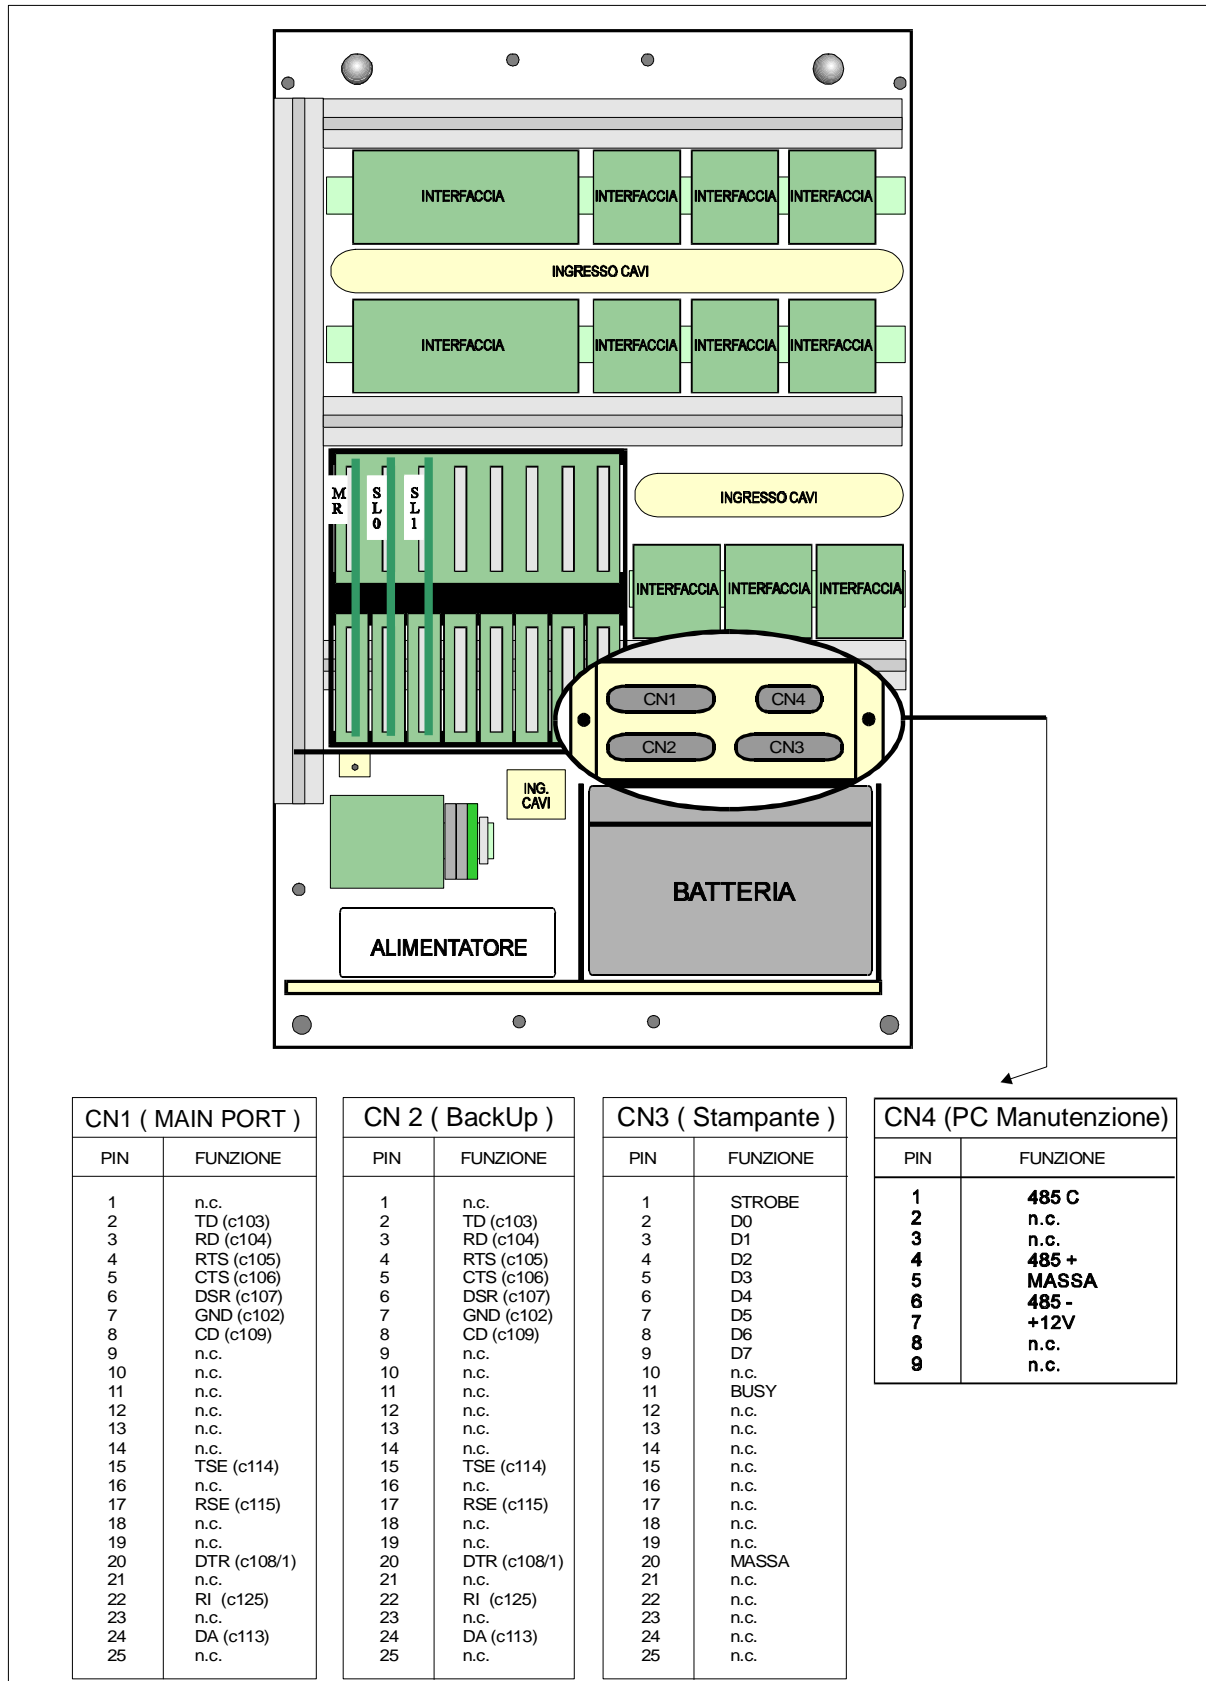 INTERFACCIA INTERFACCIA INTERFACCIA INTERFACCIA
INGRESSO CAVI
INTERFACCIA INTERFACCIA INTERFACCIA INTERFACCIA
MR
SL0
SL1
INGRESSO CAVI
INTERFACCIA INTERFACCIA INTERFACCIA
CN1 CN4
CN2 CN3
ING.
CAVI
BATTERIA
ALIMENTATORE
CN1 ( MAIN PORT )
PIN FUNZIONE
1 n.c.
2 TD (c103)
3 RD (c104)
4 RTS (c105)
5 CTS (c106)
6 DSR (c107)
7 GND (c102)
8 CD (c109)
9 n.c.
10 n.c.
11 n.c.
12 n.c.
13 n.c.
14 n.c.
15 TSE (c114)
16 n.c.
17 RSE (c115)
18 n.c.
19 n.c.
20 DTR (c108/1)
21 n.c.
22 RI (c125)
23 n.c.
24 DA (c113)
25 n.c.
CN 2 ( BackUp )
PIN FUNZIONE
1 n.c.
2 TD (c103)
3 RD (c104)
4 RTS (c105)
5 CTS (c106)
6 DSR (c107)
7 GND (c102)
8 CD (c109)
9 n.c.
10 n.c.
11 n.c.
12 n.c.
13 n.c.
14 n.c.
15 TSE (c114)
16 n.c.
17 RSE (c115)
18 n.c.
19 n.c.
20 DTR (c108/1)
21 n.c.
22 RI (c125)
23 n.c.
24 DA (c113)
25 n.c.
CN3 ( Stampante )
PIN FUNZIONE
1 STROBE
2 D0
3 D1
4 D2
5 D3
6 D4
7 D5
8 D6
9 D7
10 n.c.
11 BUSY
12 n.c.
13 n.c.
14 n.c.
15 n.c.
16 n.c.
17 n.c.
18 n.c.
19 n.c.
20 MASSA
21 n.c.
22 n.c.
23 n.c.
24 n.c.
25 n.c.
CN4 (PC Manutenzione)
PIN FUNZIONE
1 485 C
2 n.c.
3 n.c.
4 485 +
5 MASSA
6 485 -
7 +12V
8 n.c.
9 n.c.